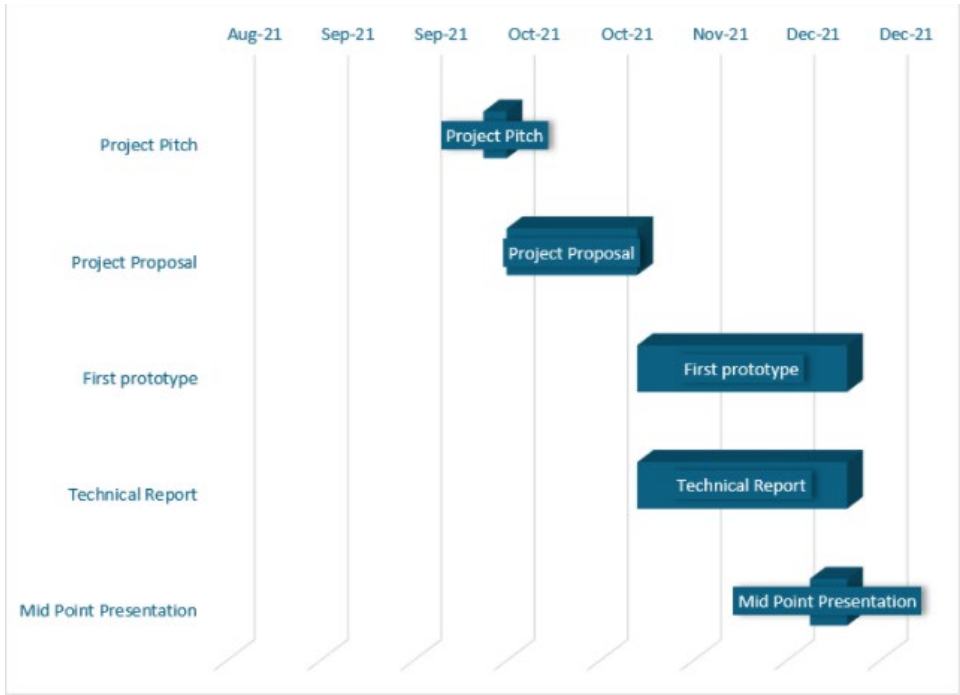 Aug-21 Sep-21 Sep-21 Oct-21 Oct-21 Nov-21 Dec-21 Dec-21
Project Pitch Project Pitch
Project Proposal Project Proposal
First prototype First prototype
Technical Report Technical Report
Mid Point Presentation Mid Point Presentation